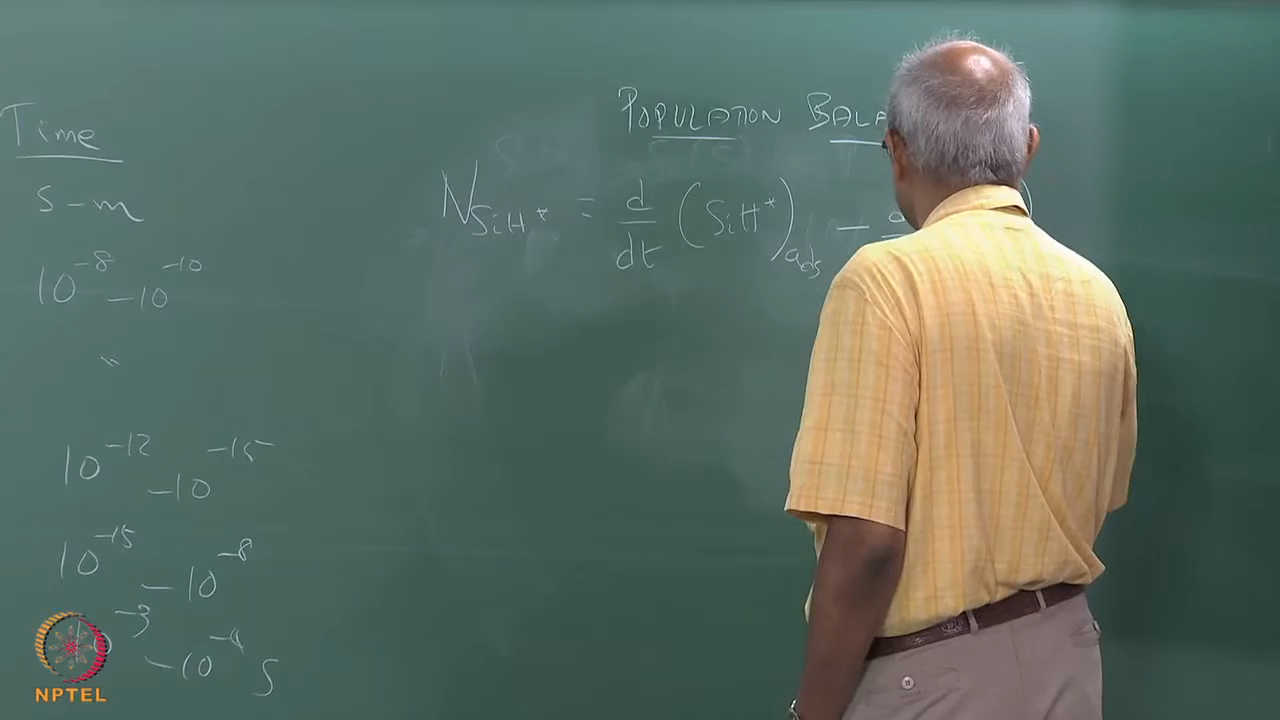 Time
S - m
10⁻⁸ - 10⁻¹⁰
"
10⁻¹² - 10⁻¹⁵
10⁻¹⁵ - 10⁻⁸
10⁻³ - 10⁻⁴ S
POPULATION BALA
N_SiH* = d/dt (SiH*)_ads - )
NPTEL